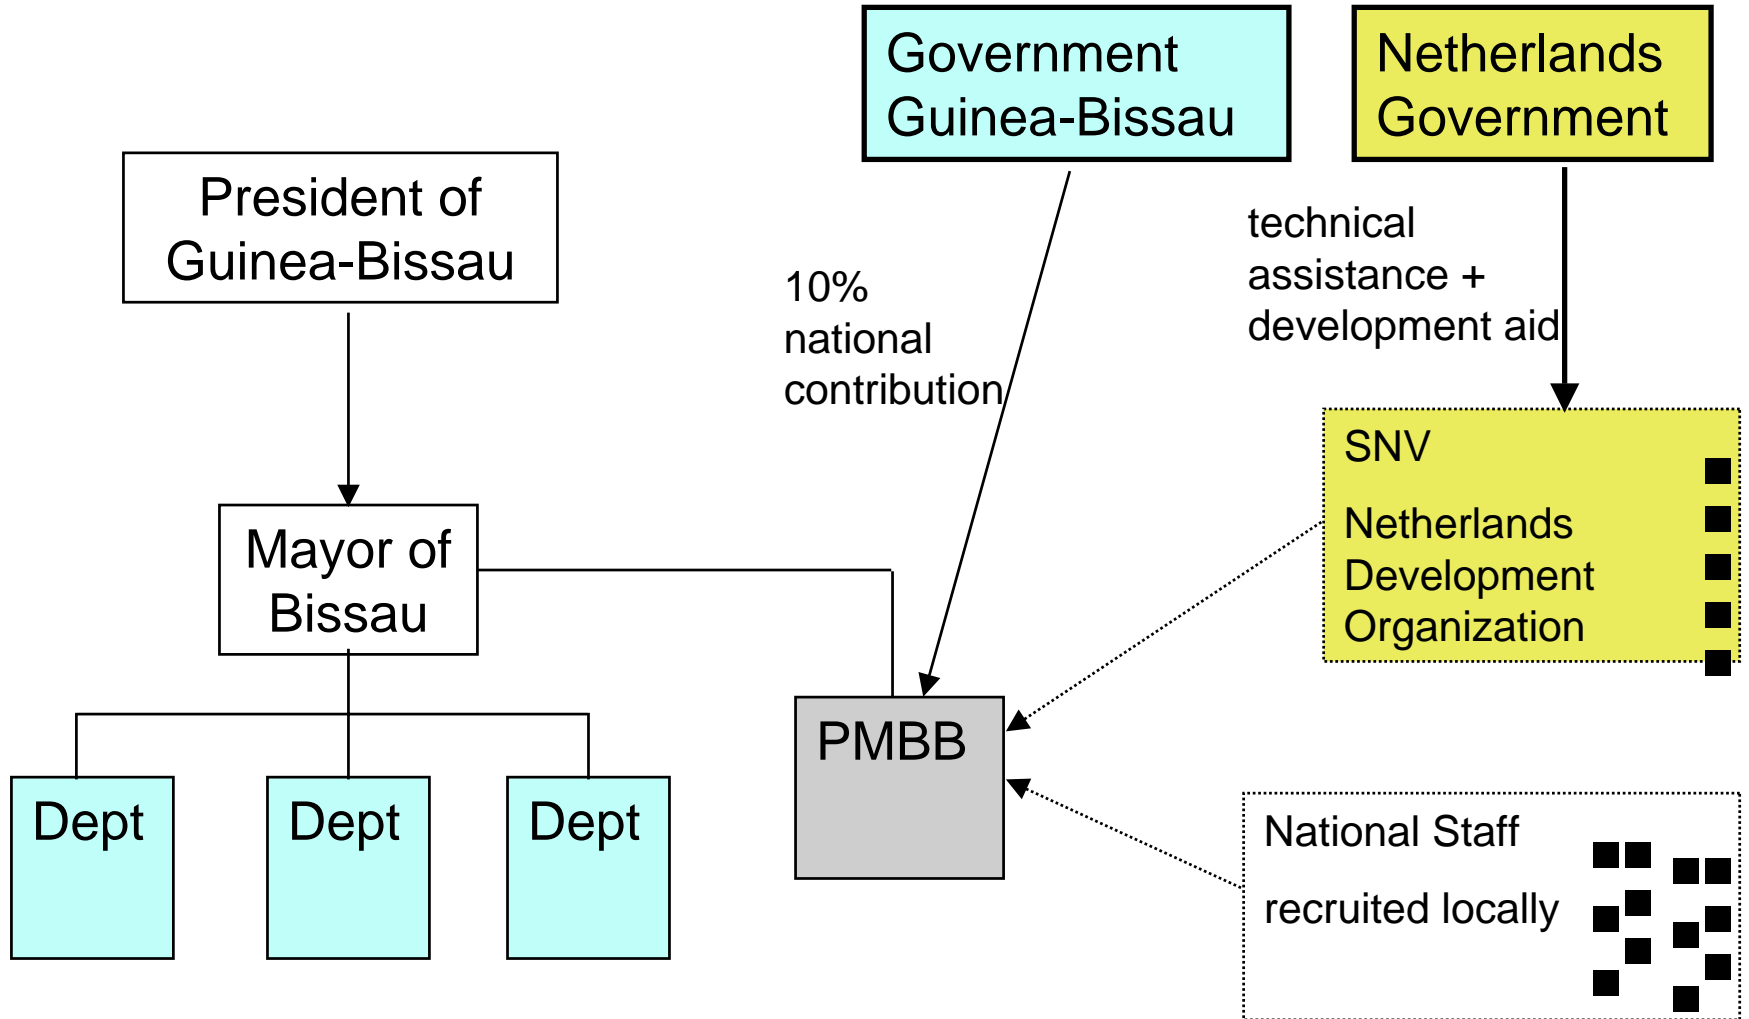 Government
Guinea-Bissau
Netherlands
Government
President of
Guinea-Bissau
10%
national
contribution
technical
assistance +
development aid
SNV
Netherlands
Development
Organization
Mayor of
Bissau
PMBB
Dept
Dept
Dept
National Staff
recruited locally